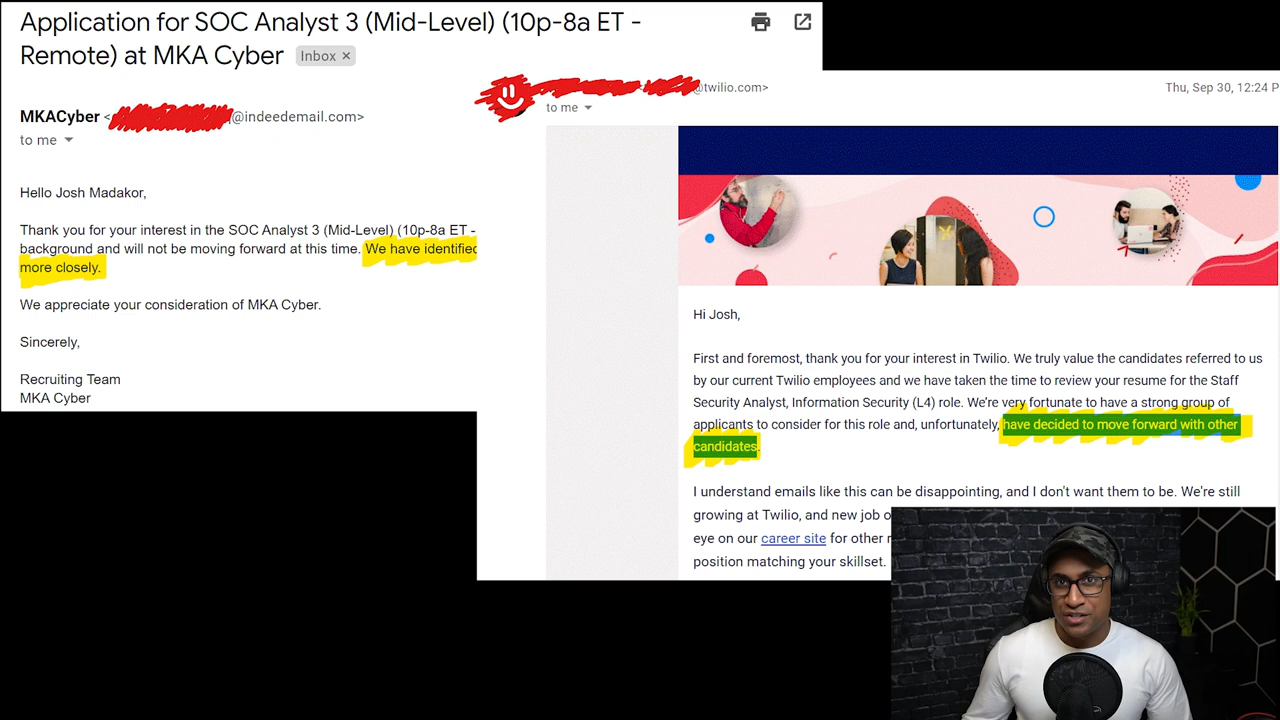 Application for SOC Analyst 3 (Mid-Level) (10p-8a ET -
Remote) at MKA Cyber Inbox ×
MKACyber <
@indeedemail.com>
to me
Hello Josh Madakor,
Thank you for your interest in the SOC Analyst 3 (Mid-Level) (10p-8a ET -
background and will not be moving forward at this time. We have identified
more closely.
We appreciate your consideration of MKA Cyber.
Sincerely,
Recruiting Team
MKA Cyber
@twilio.com>
Thu, Sep 30, 12:24 P
to me
Hi Josh,
First and foremost, thank you for your interest in Twilio. We truly value the candidates referred to us
by our current Twilio employees and we have taken the time to review your resume for the Staff
Security Analyst, Information Security (L4) role. We're very fortunate to have a strong group of
applicants to consider for this role and, unfortunately, have decided to move forward with other
candidates.
I understand emails like this can be disappointing, and I don't want them to be. We're still
growing at Twilio, and new job o
eye on our career site for other r
position matching your skillset.